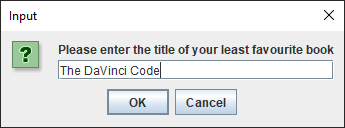 Input
Please enter the title of your least favourite book
The DaVinci Code
OK Cancel